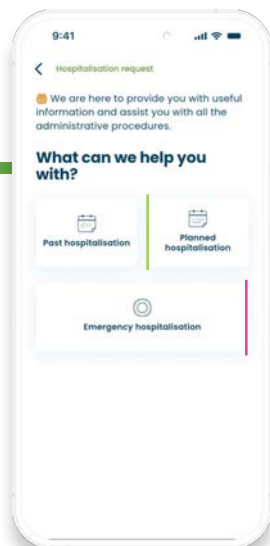 9:41
Hospitalisation request
We are here to provide you with useful
information and assist you with all the
administrative procedures.
What can we help you
with?
Past hospitalisation
Planned
hospitalisation
Emergency hospitalisation